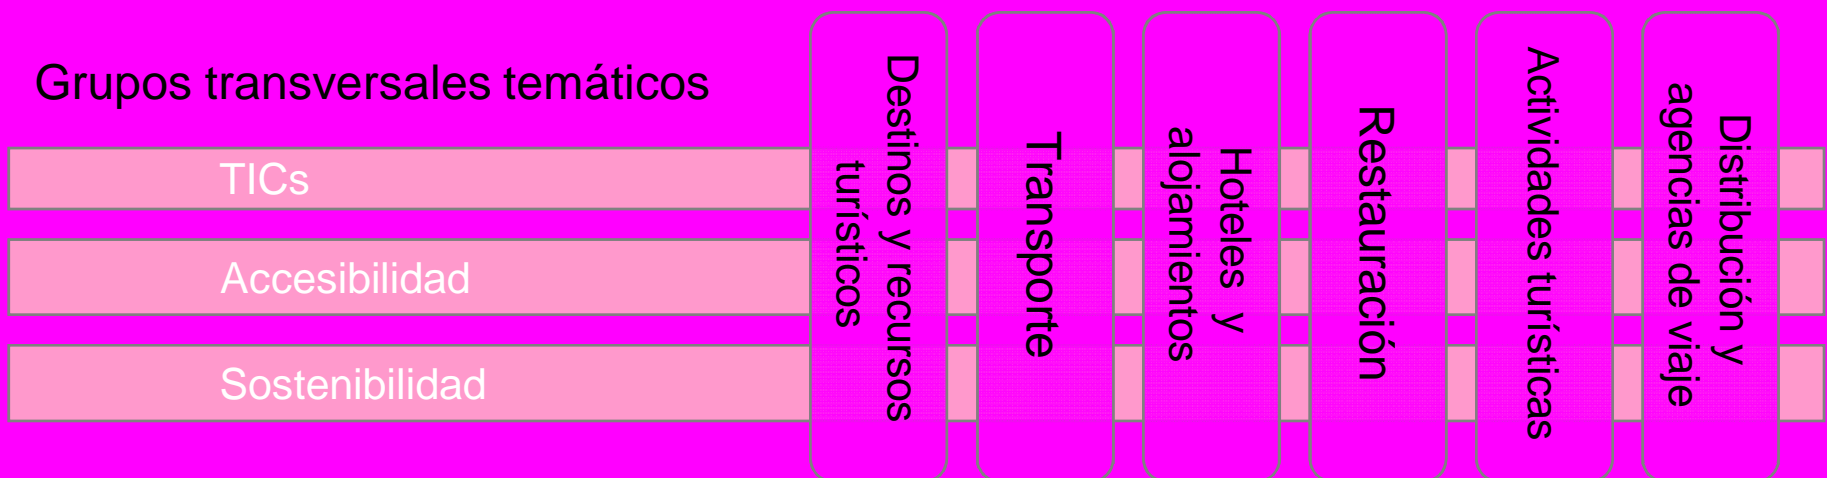 Grupos transversales temáticos
TICs
Accesibilidad
Sostenibilidad
Destinos y recursos
turísticos
Transporte
Hoteles y
alojamientos
Restauración
Actividades turísticas
Distribución y
agencias de viaje